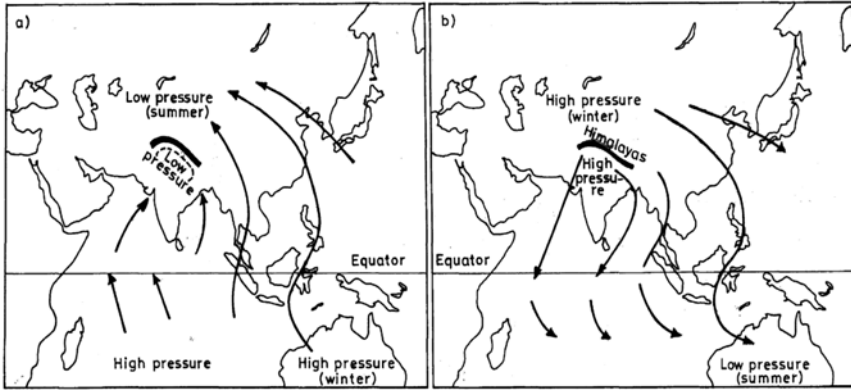 a)
Low pressure
(summer)
Low
pressure
Equator
High pressure
High pressure
(winter)
b)
High pressure
(winter)
Himalayas
High
pressu-
re
Equator
Low pressure
(summer)